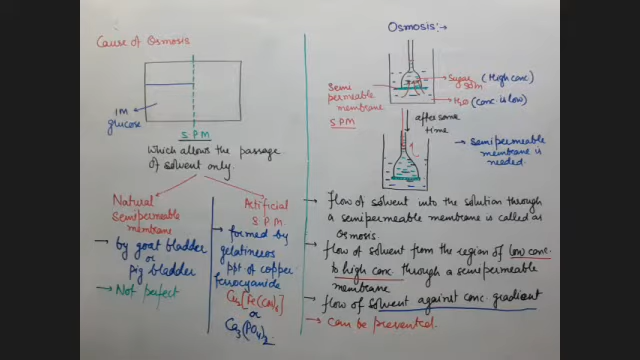 Cause of Osmosis
1M
glucose
S.P.M
Which allows the passage
of solvent only.
Natural
Semipermeable
membrane
by goat bladder
or
Pig bladder
Not perfect
Artificial
S.P.M
formed by
gelatineos
ppt of copper
ferrocyanide
Cu2[Fe(CN)6]
or
Ca3(PO4)2
Osmosis:→
Semi
permeable
membrane
S.P.M
Sugar (High conc)
soln
H2O (conc. is low)
after some
time
Semipermeable
membrane is
needed.
flow of solvent into the solution through
a semipermeable membrane is called as
Osmosis.
flow of solvent from the region of low conc.
to high conc. through a semipermeable
membrane
flow of solvent against conc. gradient
Can be prevented.